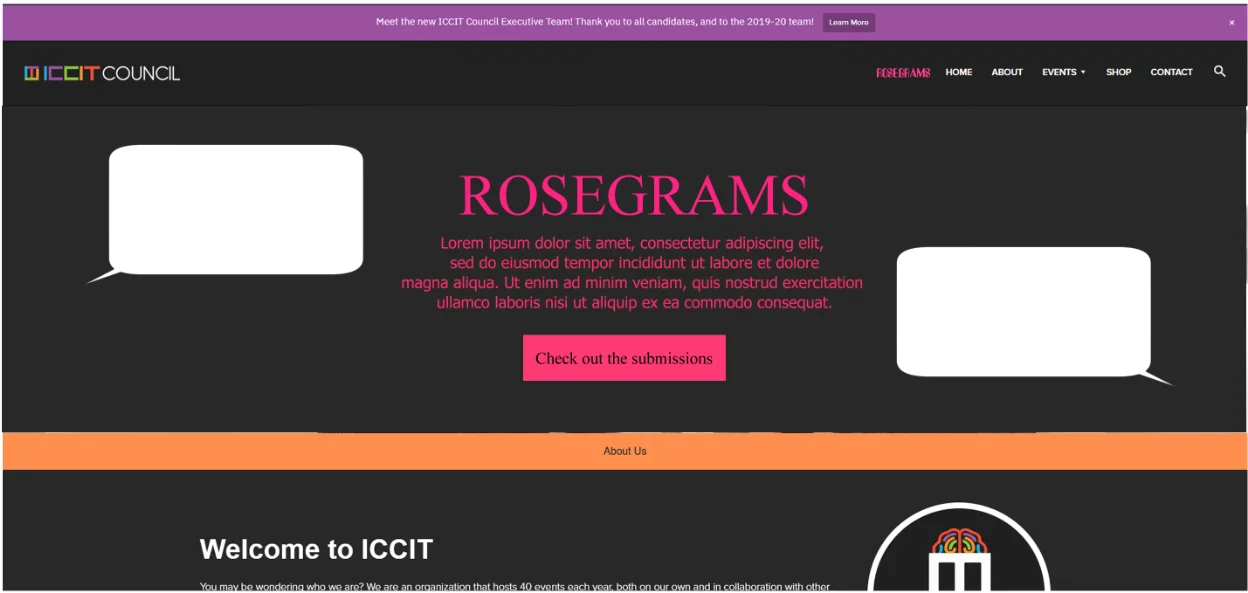 Meet the new ICCIT Council Executive Team! Thank you to all candidates, and to the 2019-20 team! Learn More ×
ICCIT COUNCIL
ROSEGRAMS HOME ABOUT EVENTS SHOP CONTACT
ROSEGRAMS
Lorem ipsum dolor sit amet, consectetur adipiscing elit,
sed do eiusmod tempor incididunt ut labore et dolore
magna aliqua. Ut enim ad minim veniam, quis nostrud exercitation
ullamco laboris nisi ut aliquip ex ea commodo consequat.
Check out the submissions
About Us
Welcome to ICCIT
You may be wondering who we are? We are an organization that hosts 40 events each year, both on our own and in collaboration with other